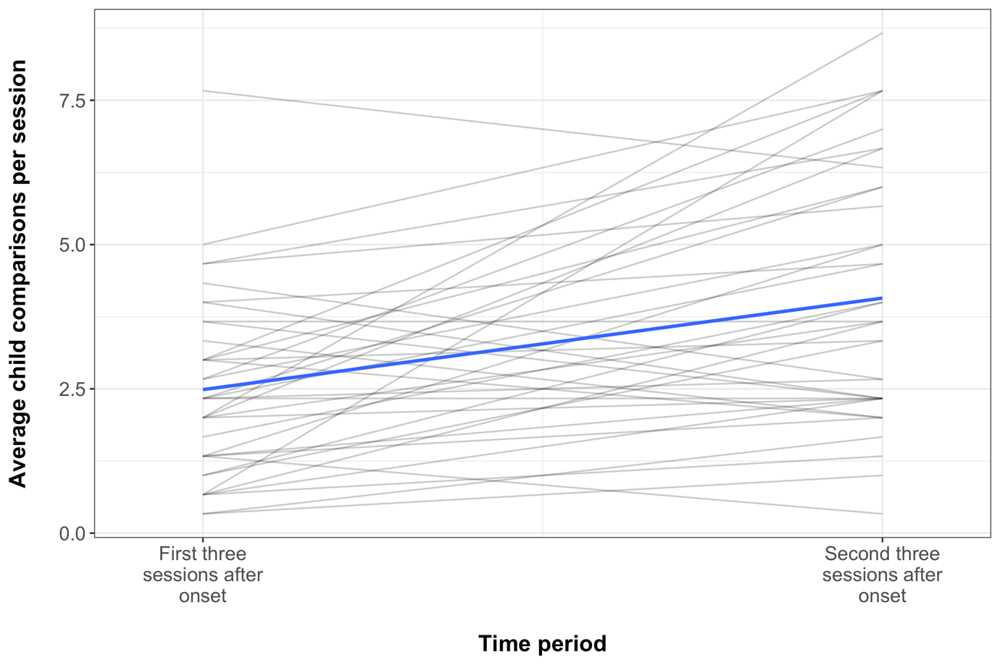 Average child comparisons per session
7.5
5.0
2.5
0.0
First three
sessions after
onset
Second three
sessions after
onset
Time period